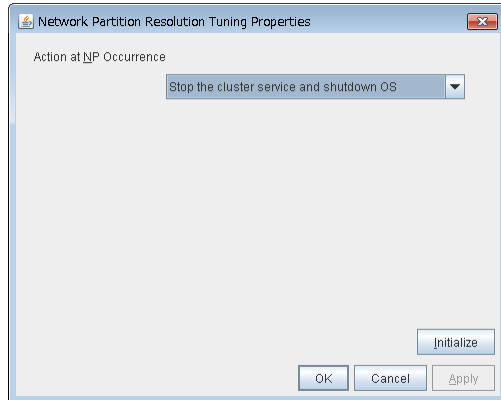 Network Partition Resolution Tuning Properties
Action at NP Occurrence
Stop the cluster service and shutdown OS
Initialize
OK Cancel Apply